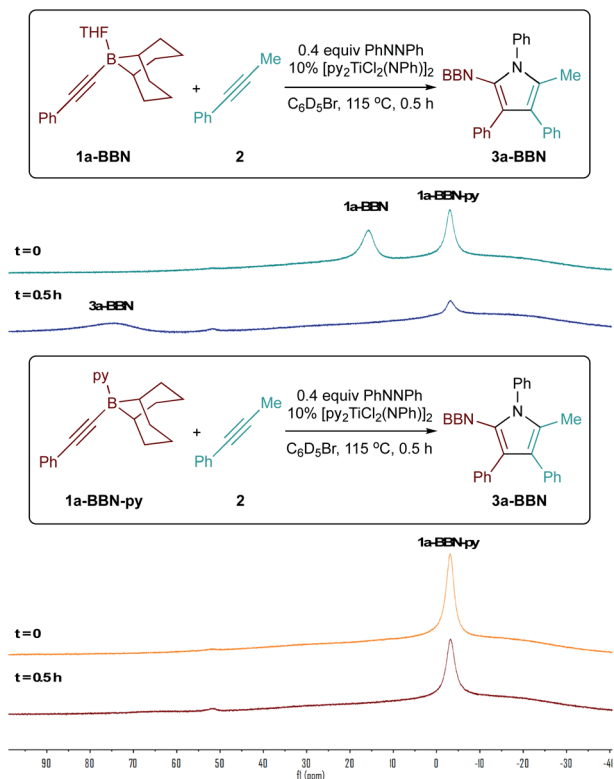 THF
B
Ph
1a-BBN
+
Me
Ph
2
0.4 equiv PhNNPh
10% [py2TiCl2(NPh)]2
C6D5Br, 115 ºC, 0.5 h
Ph
N
BBN
Me
Ph
Ph
3a-BBN
1a-BBN
1a-BBN-py
t = 0
t = 0.5 h
3a-BBN
py
B
Ph
1a-BBN-py
+
Me
Ph
2
0.4 equiv PhNNPh
10% [py2TiCl2(NPh)]2
C6D5Br, 115 ºC, 0.5 h
Ph
N
BBN
Me
Ph
Ph
3a-BBN
1a-BBN-py
t = 0
t = 0.5 h
90 80 70 60 50 40 30 20 10 0 -10 -20 -30 -40
f1 (ppm)